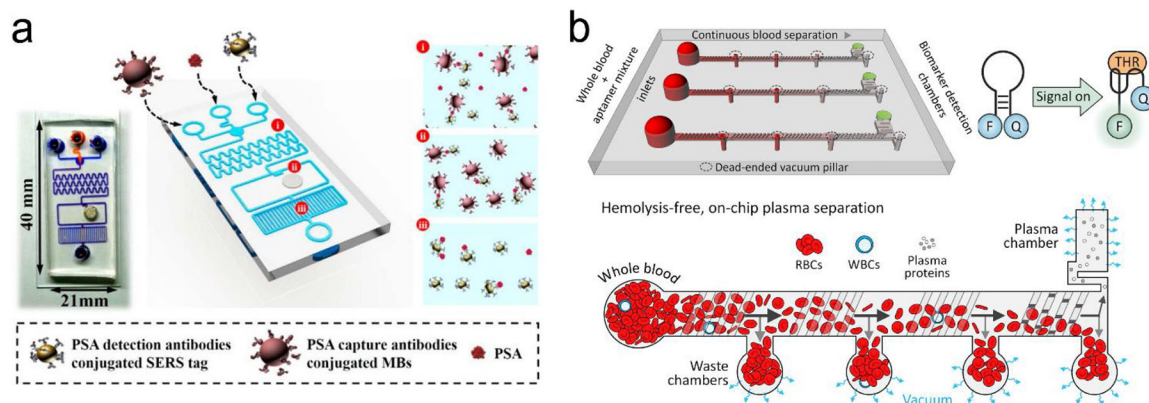 a
i
ii
iii
40 mm
21mm
i
ii
iii
PSA detection antibodies
conjugated SERS tag
PSA capture antibodies
conjugated MBs
PSA
b
Whole blood
+
aptamer mixture
inlets
Continuous blood separation
Biomarker detection
chambers
Dead-ended vacuum pillar
F
Q
Signal on
THR
Q
F
Hemolysis-free, on-chip plasma separation
RBCs
WBCs
Plasma
proteins
Plasma
chamber
Whole blood
Waste
chambers
Vacuum